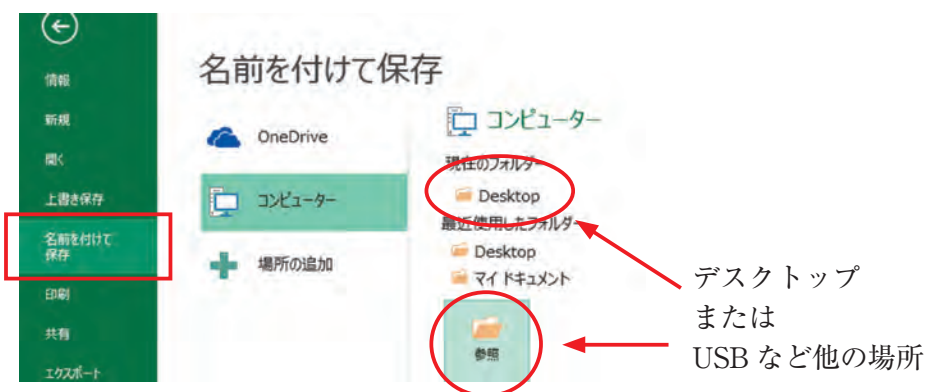 情報
新規
開く
上書き保存
名前を付けて
保存
印刷
共有
エクスポート
名前を付けて保存
OneDrive
コンピューター
場所の追加
コンピューター
現在のフォルダー
Desktop
最近使用したフォルダー
Desktop
マイ ドキュメント
参照
デスクトップ
または
USB など他の場所